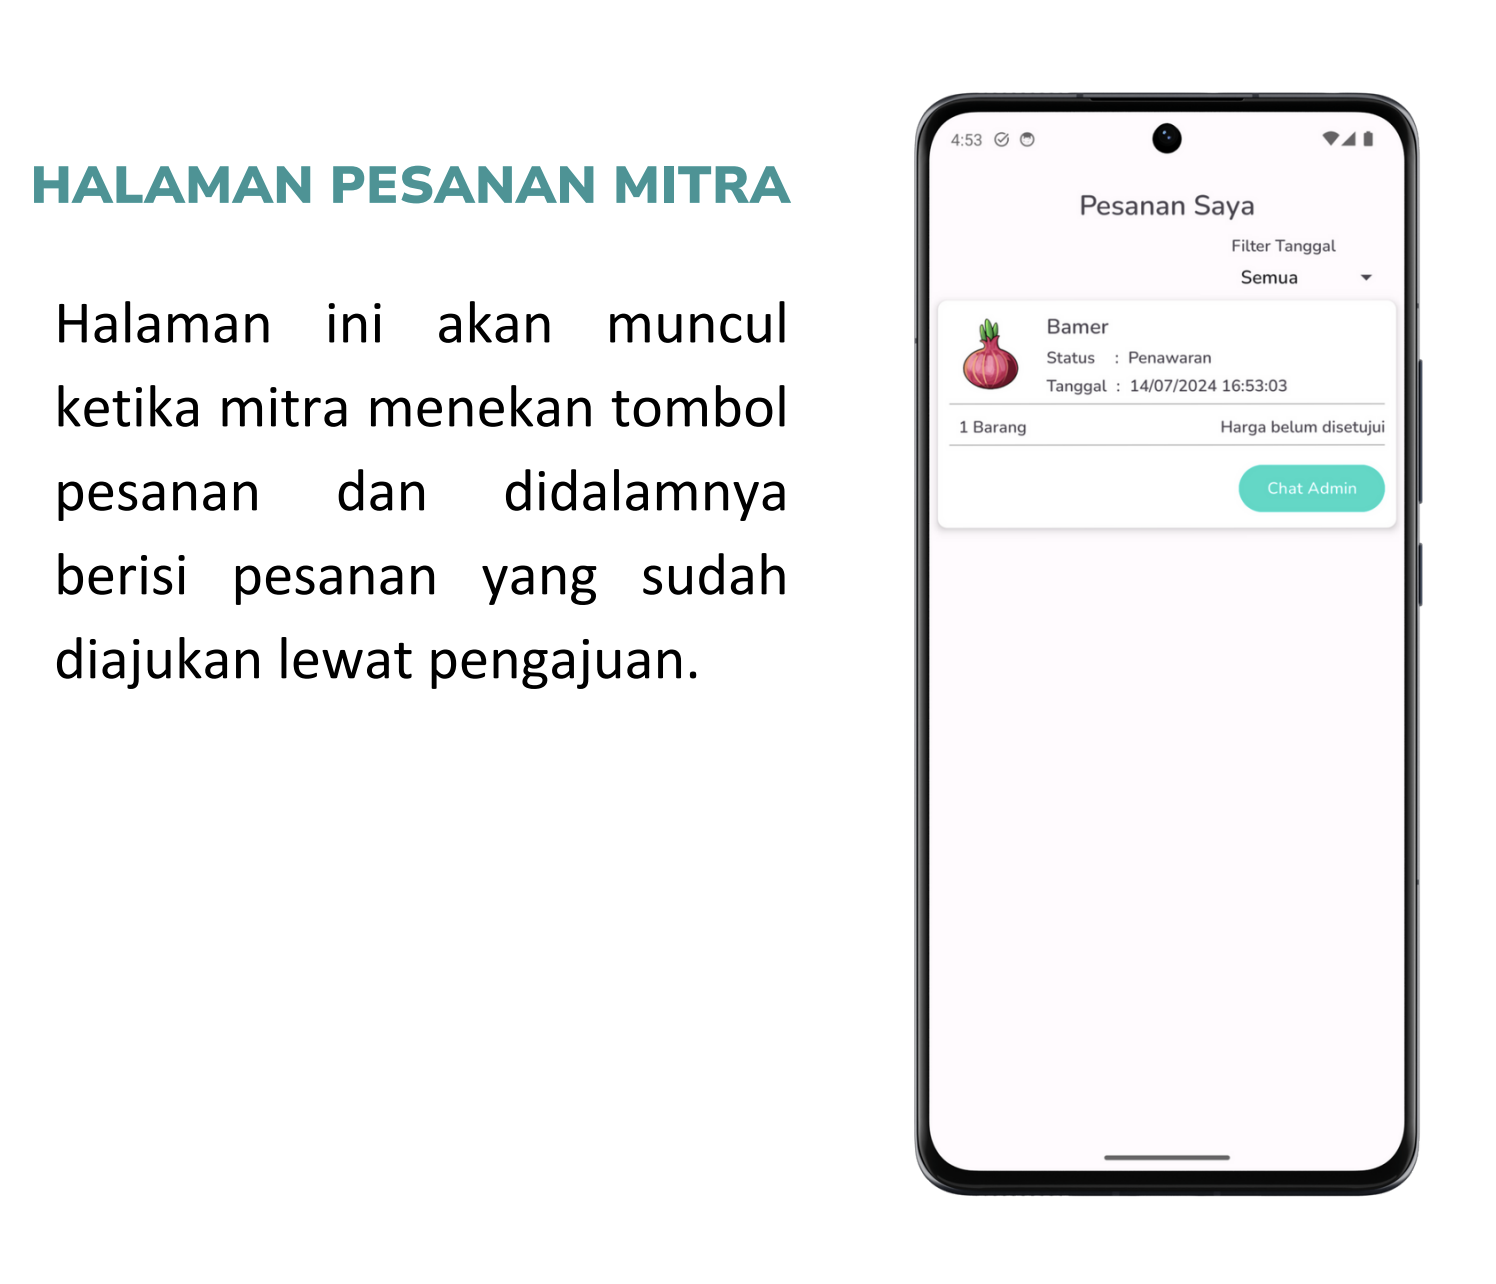 HALAMAN PESANAN MITRA
Halaman ini akan muncul
ketika mitra menekan tombol
pesanan dan didalamnya
berisi pesanan yang sudah
diajukan lewat pengajuan.
4:53
Pesanan Saya
Filter Tanggal
Semua
Bamer
Status : Penawaran
Tanggal : 14/07/2024 16:53:03
1 Barang Harga belum disetujui
Chat Admin